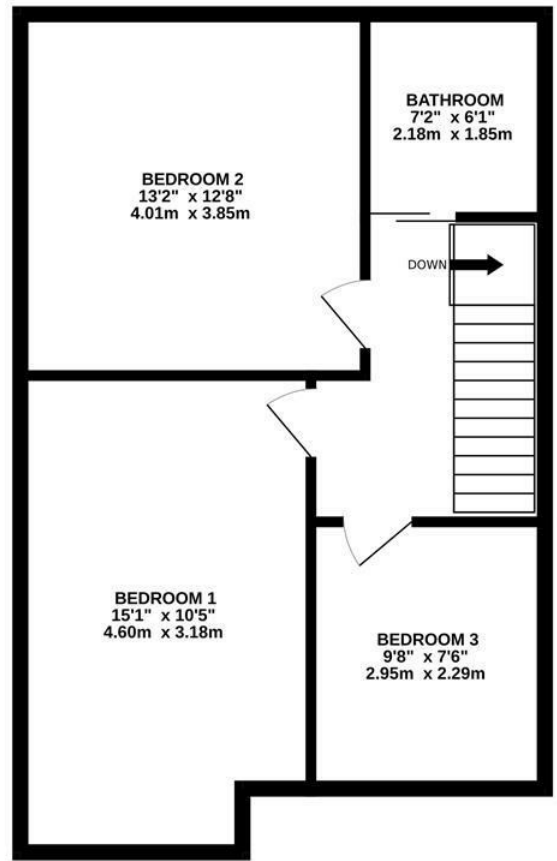 BATHROOM
7'2" x 6'1"
2.18m x 1.85m
BEDROOM 2
13'2" x 12'8"
4.01m x 3.85m
DOWN
BEDROOM 1
15'1" x 10'5"
4.60m x 3.18m
BEDROOM 3
9'8" x 7'6"
2.95m x 2.29m